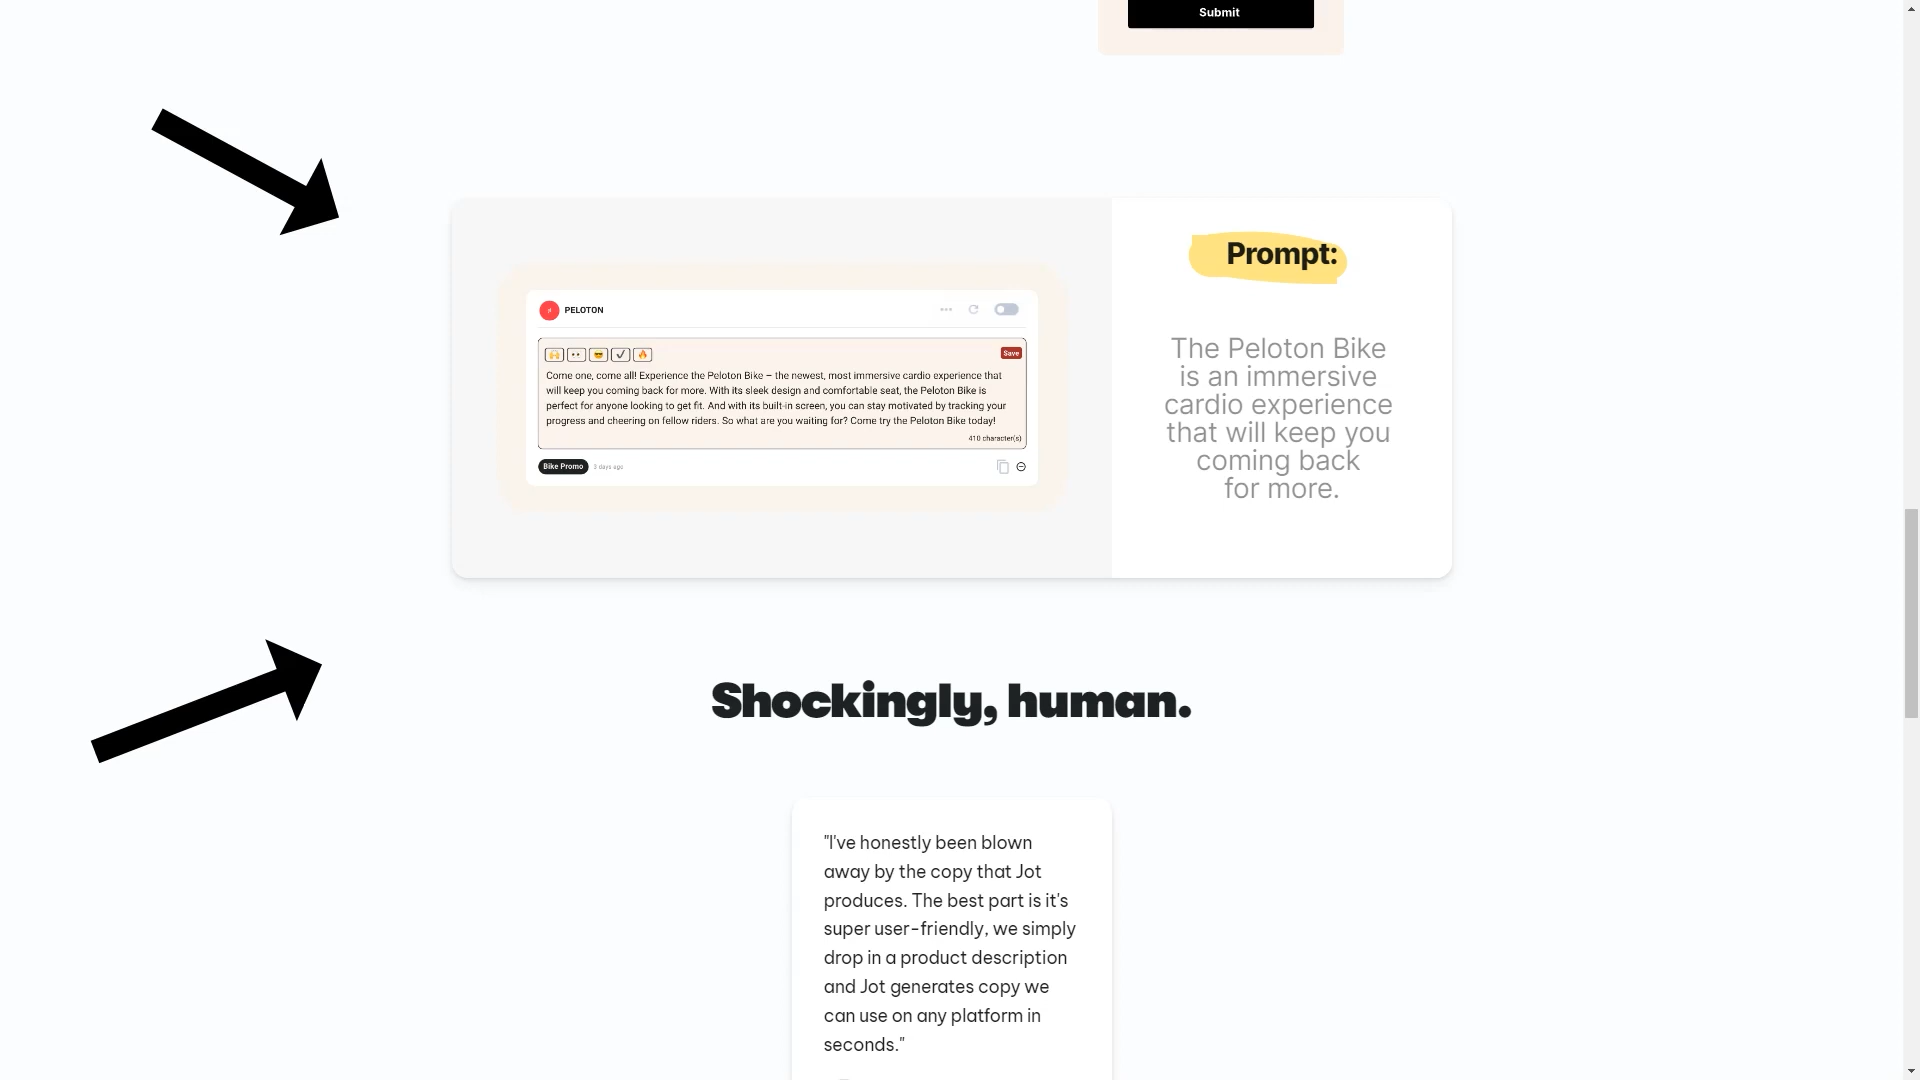 Submit
PELOTON
Save
Come one, come all! Experience the Peloton Bike – the newest, most immersive cardio experience that
will keep you coming back for more. With its sleek design and comfortable seat, the Peloton Bike is
perfect for anyone looking to get fit. And with its built-in screen, you can stay motivated by tracking your
progress and cheering on fellow riders. So what are you waiting for? Come try the Peloton Bike today!
410 character(s)
Bike Promo 3 days ago
Prompt:
The Peloton Bike
is an immersive
cardio experience
that will keep you
coming back
for more.
Shockingly, human.
"I've honestly been blown
away by the copy that Jot
produces. The best part is it's
super user-friendly, we simply
drop in a product description
and Jot generates copy we
can use on any platform in
seconds."